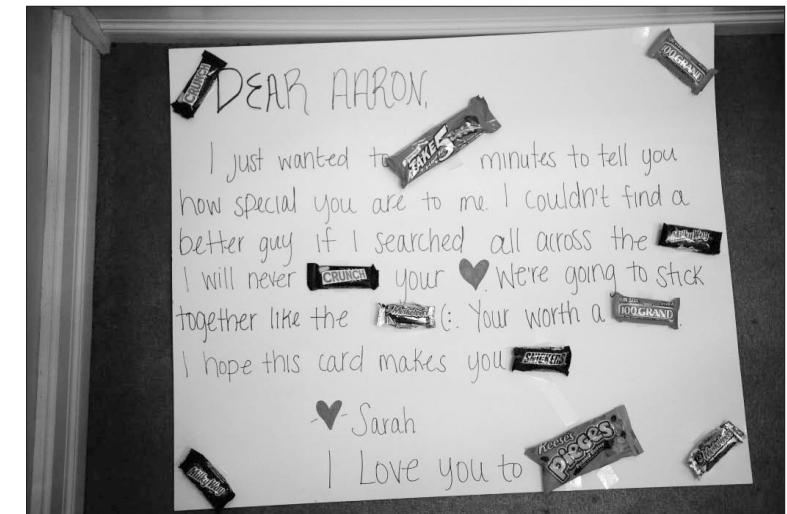 CRUNCH
100 GRAND
DEAR AARON,
I just wanted to TAKE 5 minutes to tell you
how special you are to me. I couldn't find a
better guy if I searched all across the Milky Way
I will never CRUNCH your ♥. We're going to stick
together like the (:. Your worth a 100 GRAND.
I hope this card makes you SNICKERS
♥ Sarah
I Love you to Reese's PIECES
Milky Way